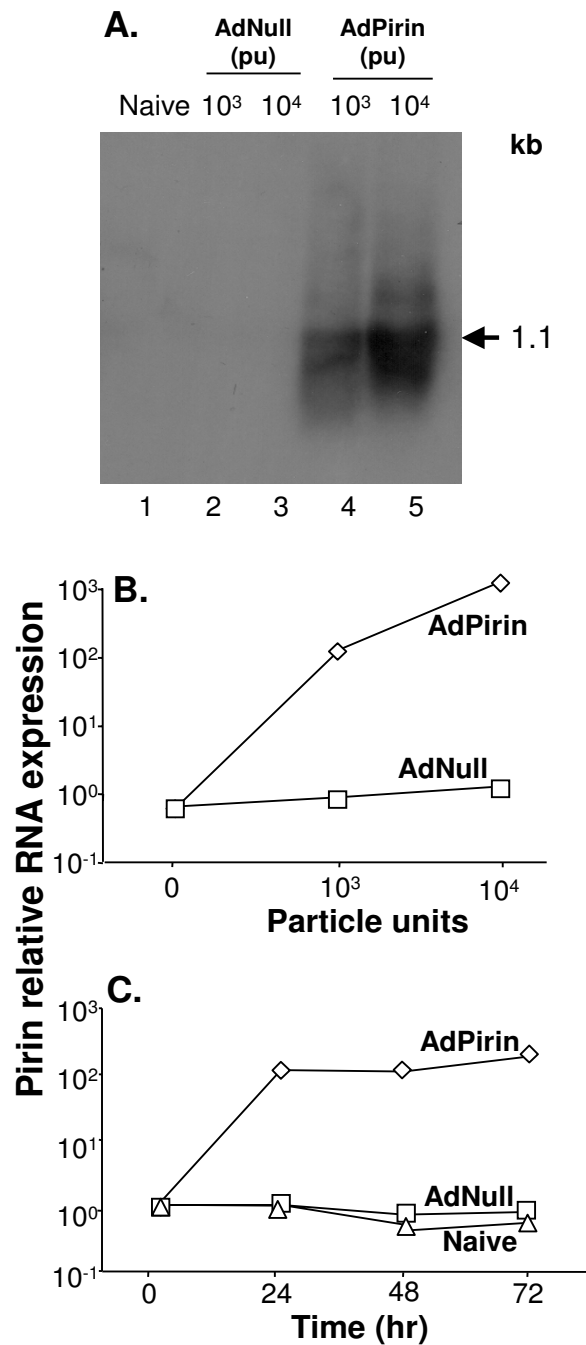 A.
AdNull AdPirin
(pu) (pu)
Naive 10³ 10⁴ 10³ 10⁴
kb
1.1
1 2 3 4 5
Pirin relative RNA expression
B.
10³
10²
10¹
10⁰
10⁻¹
AdPirin
AdNull
0 10³ 10⁴
Particle units
C.
10³
10²
10¹
10⁰
10⁻¹
AdPirin
AdNull
Naive
0 24 48 72
Time (hr)